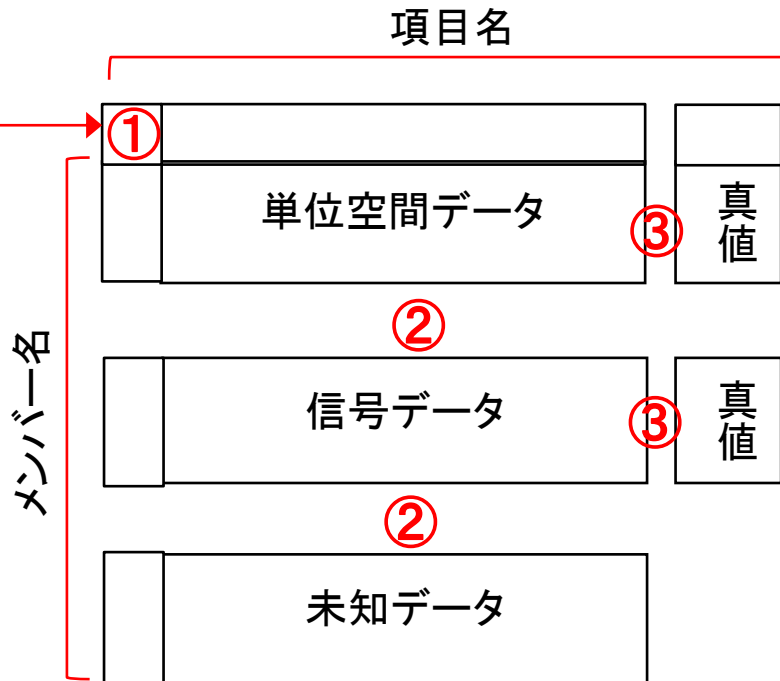 項目名
①
単位空間データ
③
真値
②
メンバー名
信号データ
③
真値
②
未知データ